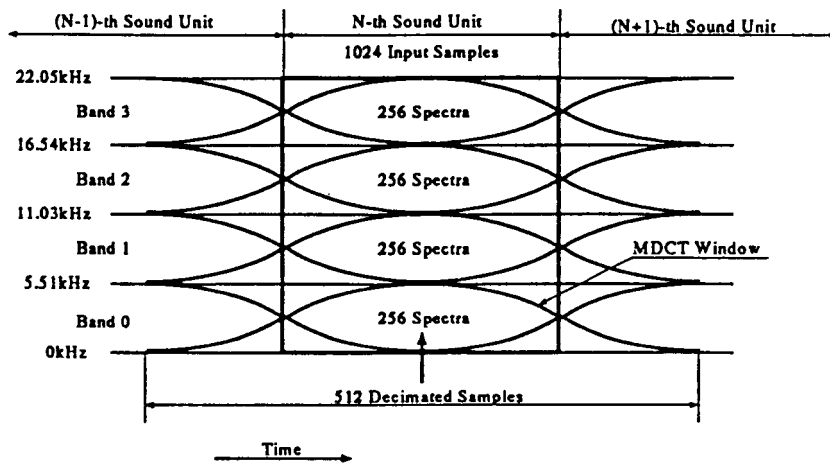 (N-1)-th Sound Unit
N-th Sound Unit
(N+1)-th Sound Unit
1024 Input Samples
22.05kHz
Band 3
256 Spectra
16.54kHz
Band 2
256 Spectra
11.03kHz
Band 1
256 Spectra
MDCT Window
5.51kHz
Band 0
256 Spectra
0kHz
512 Decimated Samples
Time